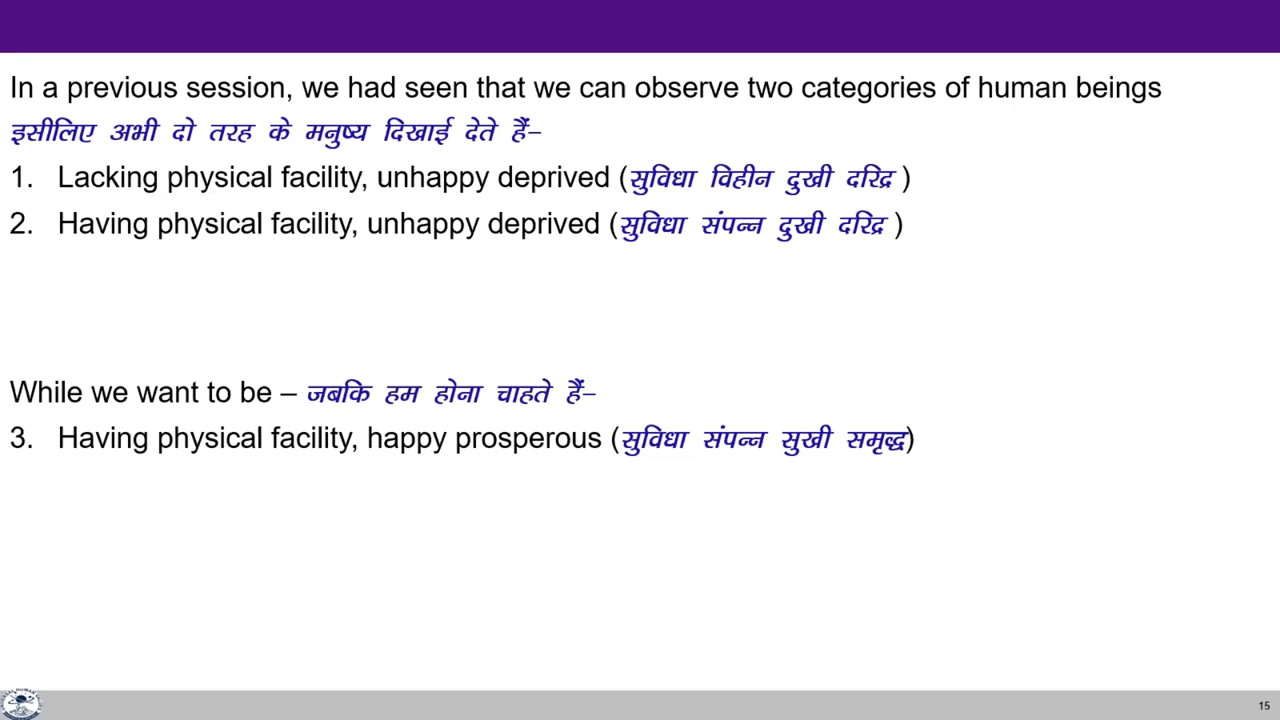 In a previous session, we had seen that we can observe two categories of human beings
इसीलिए अभी दो तरह के मनुष्य दिखाई देते हैं–
1. Lacking physical facility, unhappy deprived (सुविधा विहीन दुखी दरिद्र )
2. Having physical facility, unhappy deprived (सुविधा संपन्न दुखी दरिद्र )
While we want to be – जबकि हम होना चाहते हैं–
3. Having physical facility, happy prosperous (सुविधा संपन्न सुखी समृद्ध)
15